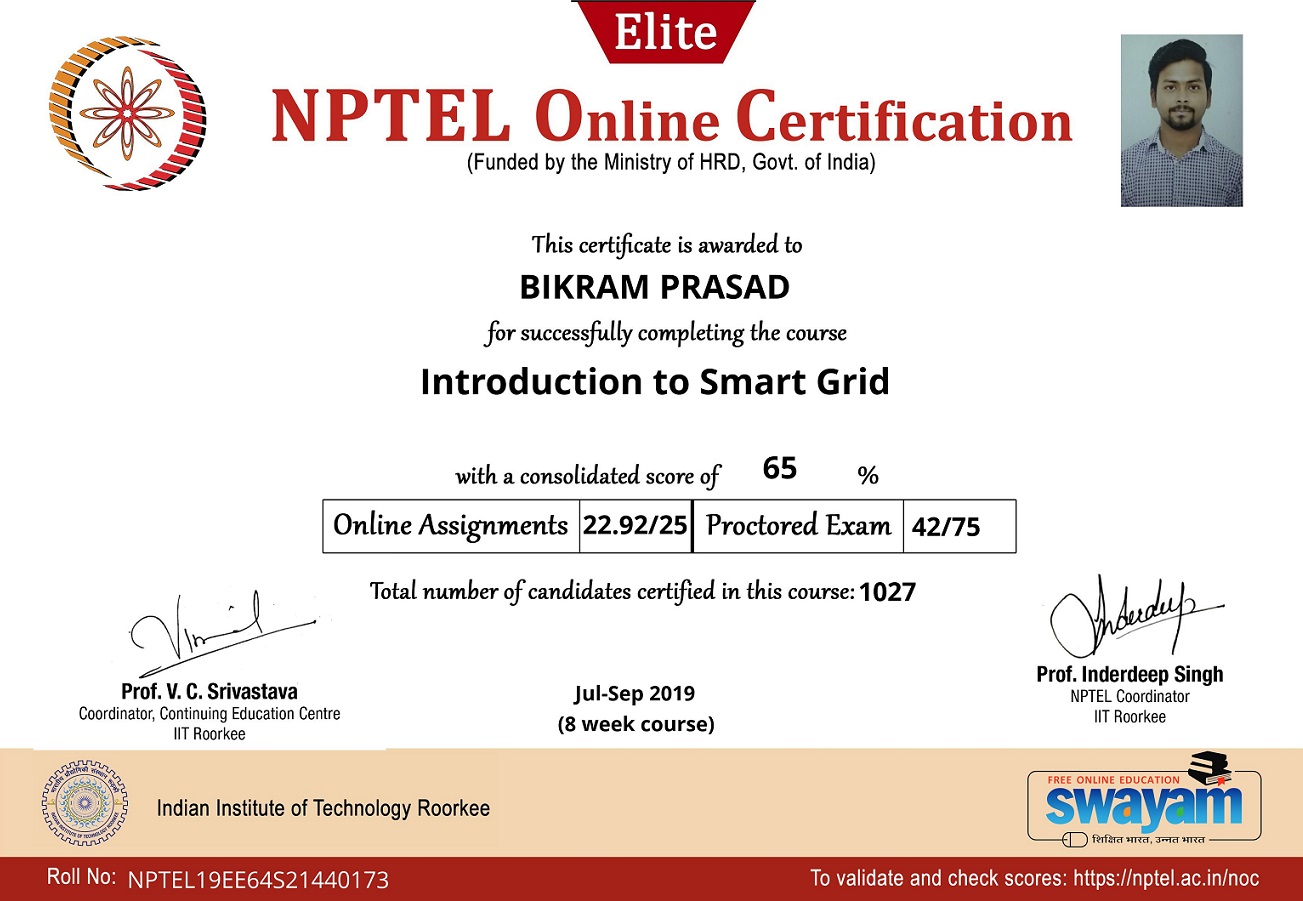 Elite
NPTEL Online Certification
(Funded by the Ministry of HRD, Govt. of India)
This certificate is awarded to
BIKRAM PRASAD
for successfully completing the course
Introduction to Smart Grid
with a consolidated score of 65 %
Online Assignments 22.92/25 Proctored Exam 42/75
Total number of candidates certified in this course: 1027
Prof. V. C. Srivastava
Coordinator, Continuing Education Centre
IIT Roorkee
Jul-Sep 2019
(8 week course)
Prof. Inderdeep Singh
NPTEL Coordinator
IIT Roorkee
Indian Institute of Technology Roorkee
FREE ONLINE EDUCATION
swayam
शिक्षित भारत, उन्नत भारत
Roll No: NPTEL19EE64S21440173
To validate and check scores: https://nptel.ac.in/noc